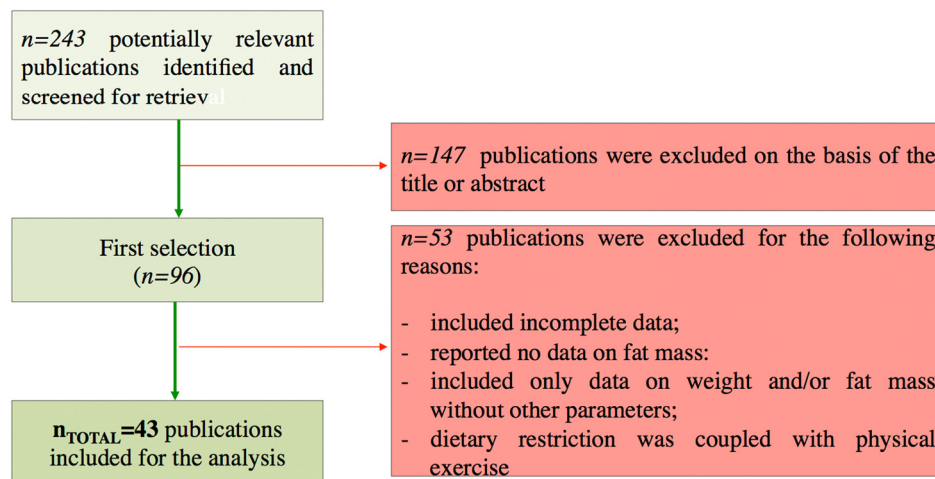 n=243 potentially relevant
publications identified and
screened for retrieval
n=147 publications were excluded on the basis of the
title or abstract
First selection
(n=96)
n=53 publications were excluded for the following
reasons:
- included incomplete data;
- reported no data on fat mass:
- included only data on weight and/or fat mass
without other parameters;
- dietary restriction was coupled with physical
exercise
nTOTAL=43 publications
included for the analysis